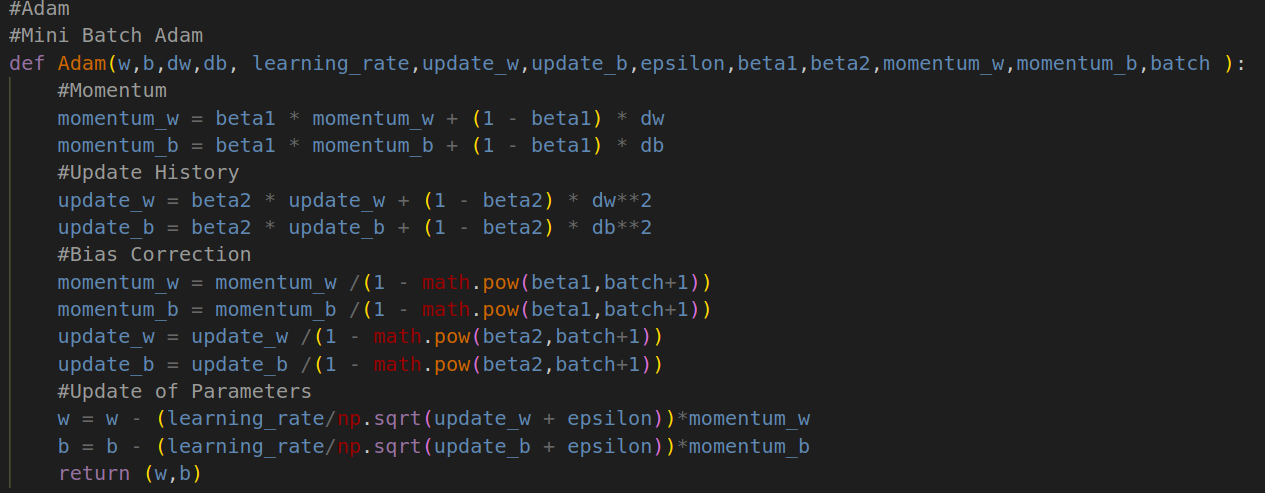 #Adam
#Mini Batch Adam
def Adam(w,b,dw,db, learning_rate,update_w,update_b,epsilon,beta1,beta2,momentum_w,momentum_b,batch ):
    #Momentum
    momentum_w = beta1 * momentum_w + (1 - beta1) * dw
    momentum_b = beta1 * momentum_b + (1 - beta1) * db
    #Update History
    update_w = beta2 * update_w + (1 - beta2) * dw**2
    update_b = beta2 * update_b + (1 - beta2) * db**2
    #Bias Correction
    momentum_w = momentum_w /(1 - math.pow(beta1,batch+1))
    momentum_b = momentum_b /(1 - math.pow(beta1,batch+1))
    update_w = update_w /(1 - math.pow(beta2,batch+1))
    update_b = update_b /(1 - math.pow(beta2,batch+1))
    #Update of Parameters
    w = w - (learning_rate/np.sqrt(update_w + epsilon))*momentum_w
    b = b - (learning_rate/np.sqrt(update_b + epsilon))*momentum_b
    return (w,b)